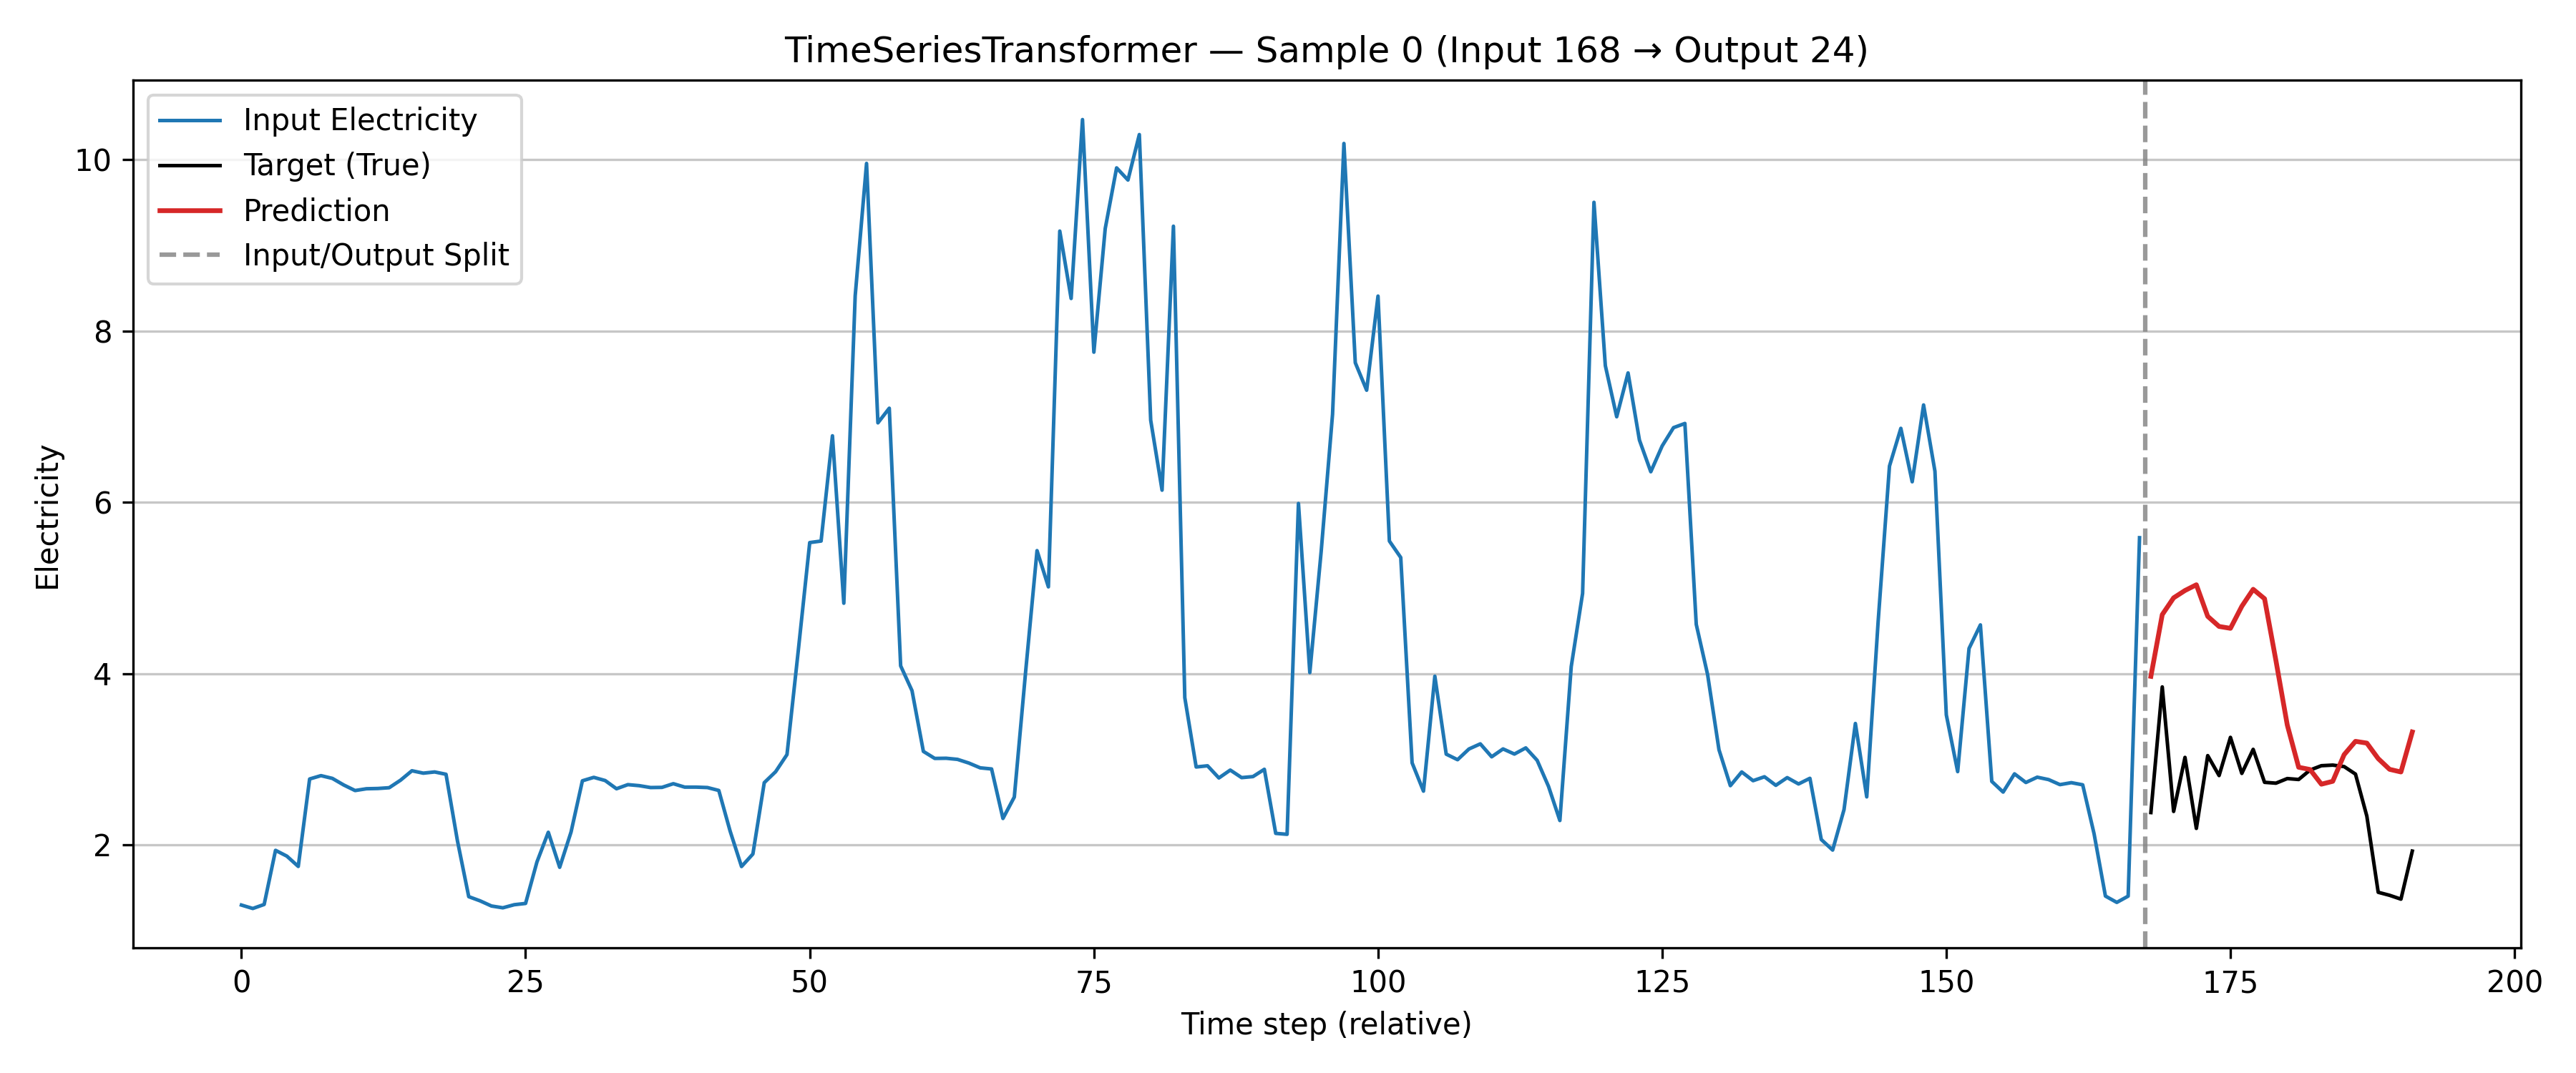 TimeSeriesTransformer — Sample 0 (Input 168 → Output 24)
Input Electricity
Target (True)
Prediction
Input/Output Split
Electricity
10
8
6
4
2
0 25 50 75 100 125 150 175 200
Time step (relative)